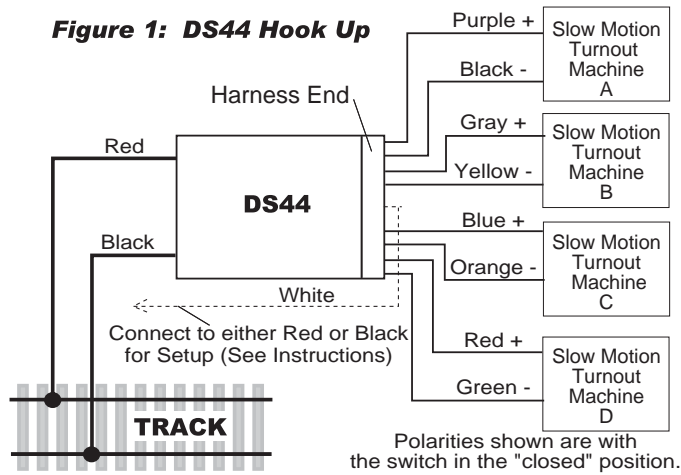 Figure 1:  DS44 Hook Up
Harness End
Red
Black
DS44
White
Connect to either Red or Black
for Setup (See Instructions)
TRACK
Purple +
Black -
Slow Motion
Turnout
Machine
A
Gray +
Yellow -
Slow Motion
Turnout
Machine
B
Blue +
Orange -
Slow Motion
Turnout
Machine
C
Red +
Green -
Slow Motion
Turnout
Machine
D
Polarities shown are with
the switch in the "closed" position.